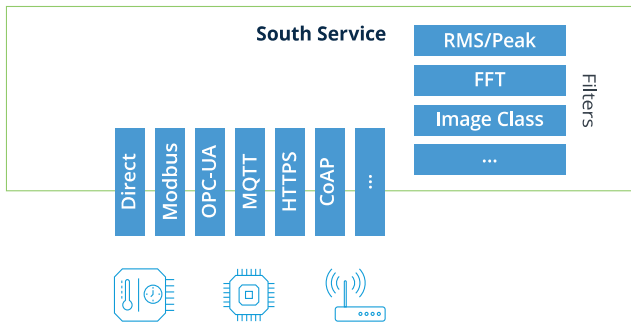 South Service
RMS/Peak
FFT
Image Class
...
Filters
Direct
Modbus
OPC-UA
MQTT
HTTPS
CoAP
...